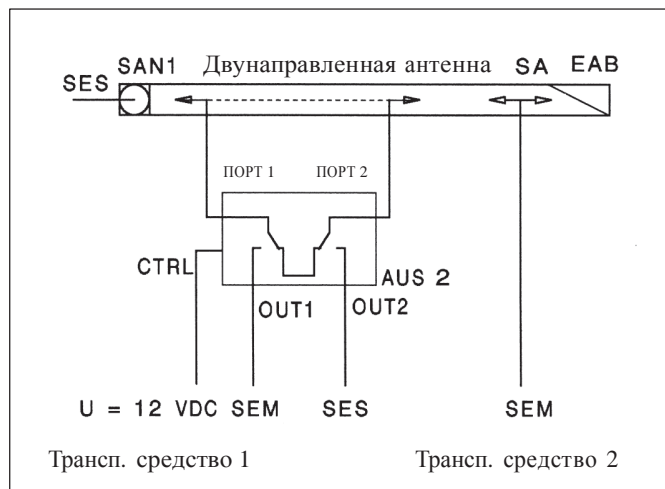 SES SAN1 Двунаправленная антенна SA EAB
ПОРТ 1 ПОРТ 2
CTRL AUS 2
OUT1 OUT2
U = 12 VDC SEM SES SEM
Трансп. средство 1 Трансп. средство 2